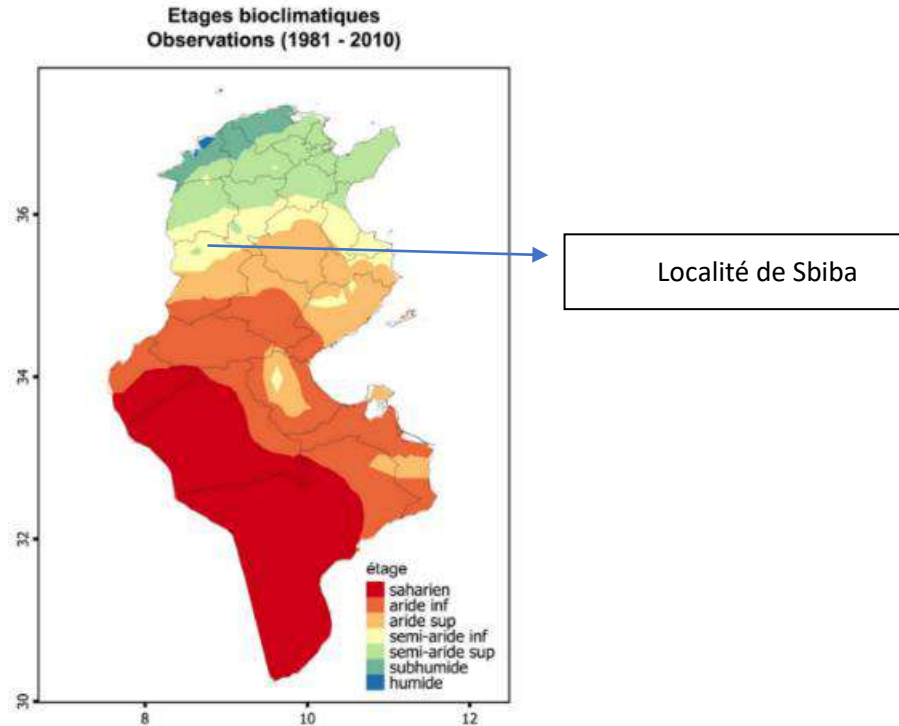 Etages bioclimatiques
Observations (1981 - 2010)
36
34
32
30
8
10
12
Localité de Sbiba
étage
saharien
aride inf
aride sup
semi-aride inf
semi-aride sup
subhumide
humide